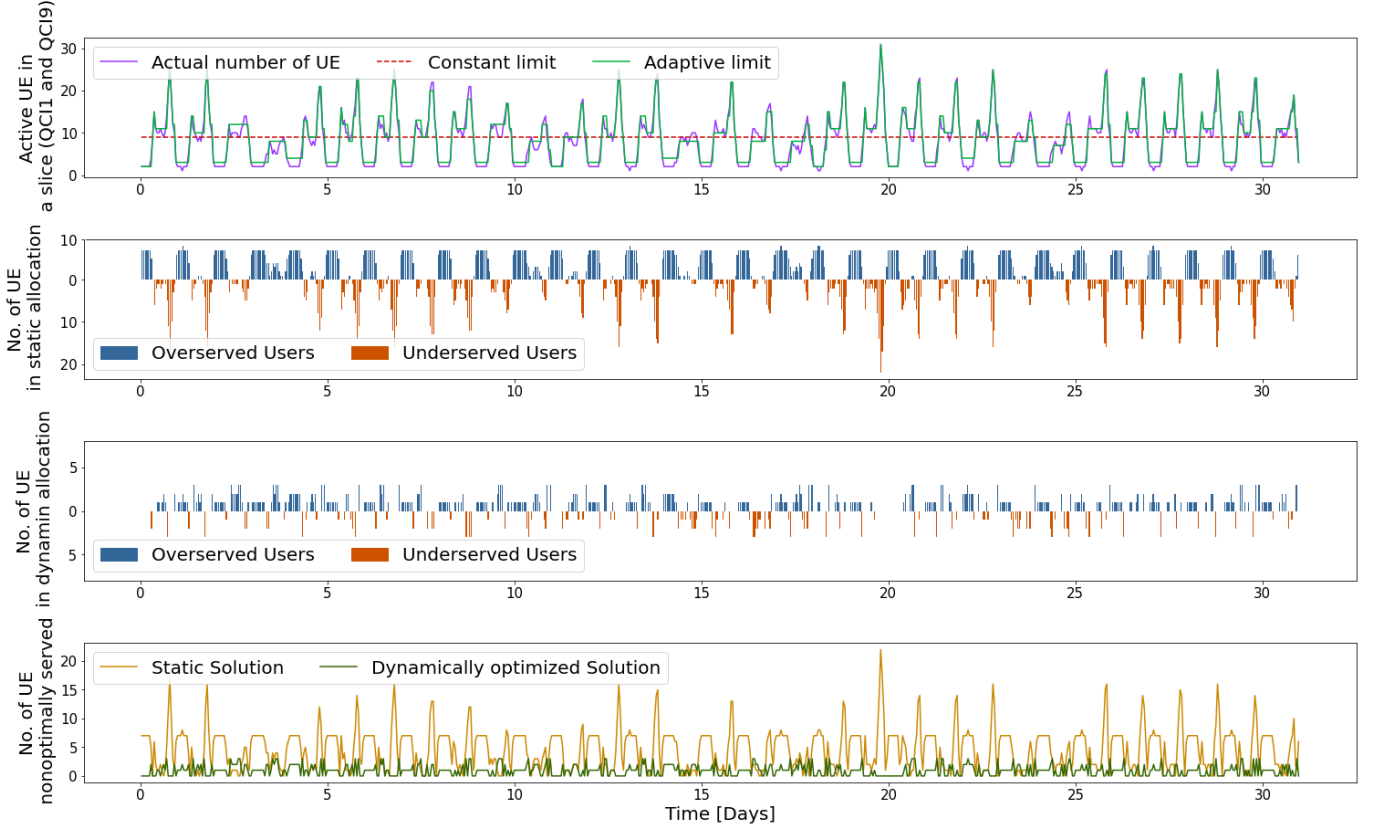 Active UE in
a slice (QCI1 and QCI9)
30
20
10
0
Actual number of UE
Constant limit
Adaptive limit
0 5 10 15 20 25 30
No. of UE
in static allocation
10
0
10
20
Overserved Users
Underserved Users
0 5 10 15 20 25 30
No. of UE
in dynamin allocation
5
0
5
Overserved Users
Underserved Users
0 5 10 15 20 25 30
No. of UE
nonoptimally served
20
15
10
5
0
Static Solution
Dynamically optimized Solution
0 5 10 15 20 25 30
Time [Days]